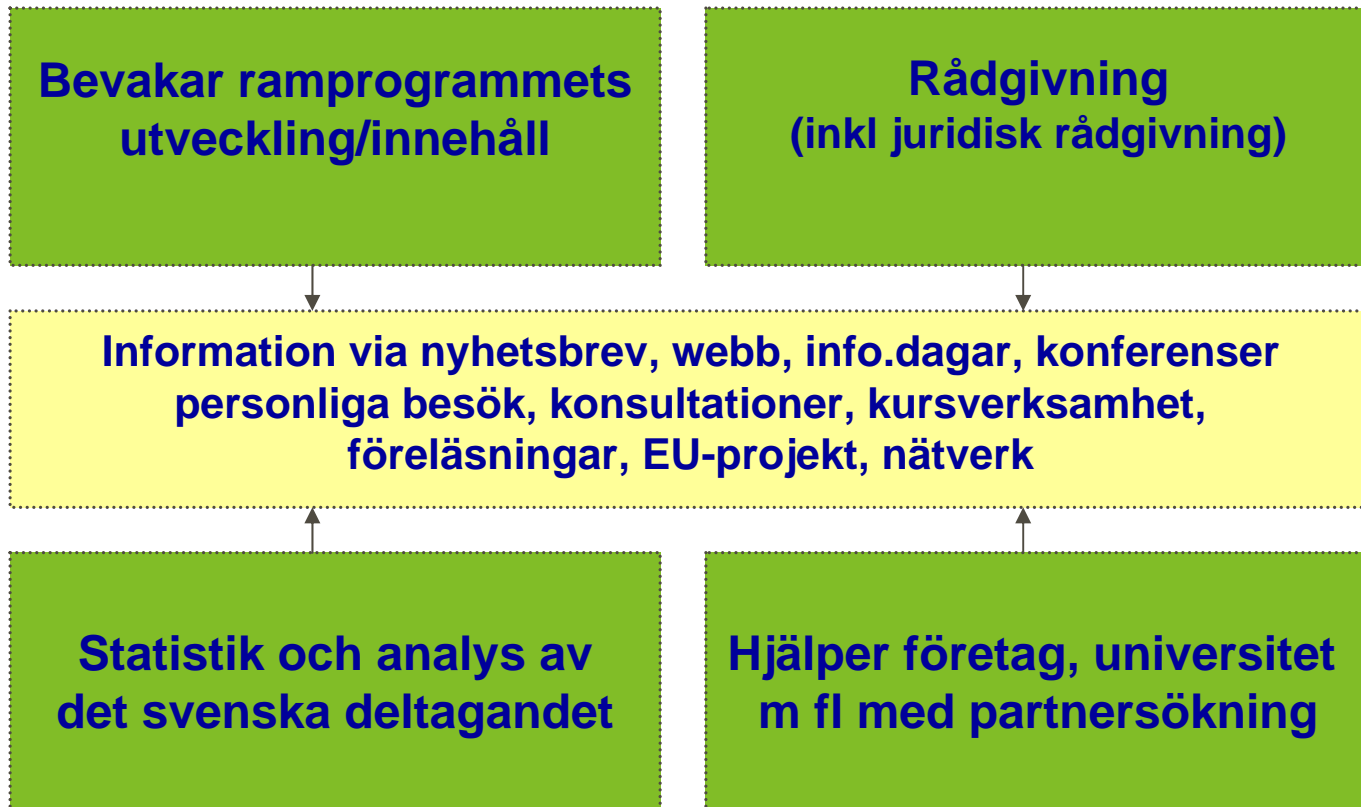 Bevakar ramprogrammets
utveckling/innehåll
Rådgivning
(inkl juridisk rådgivning)
Information via nyhetsbrev, webb, info.dagar, konferenser
personliga besök, konsultationer, kursverksamhet,
föreläsningar, EU-projekt, nätverk
Statistik och analys av
det svenska deltagandet
Hjälper företag, universitet
m fl med partnersökning